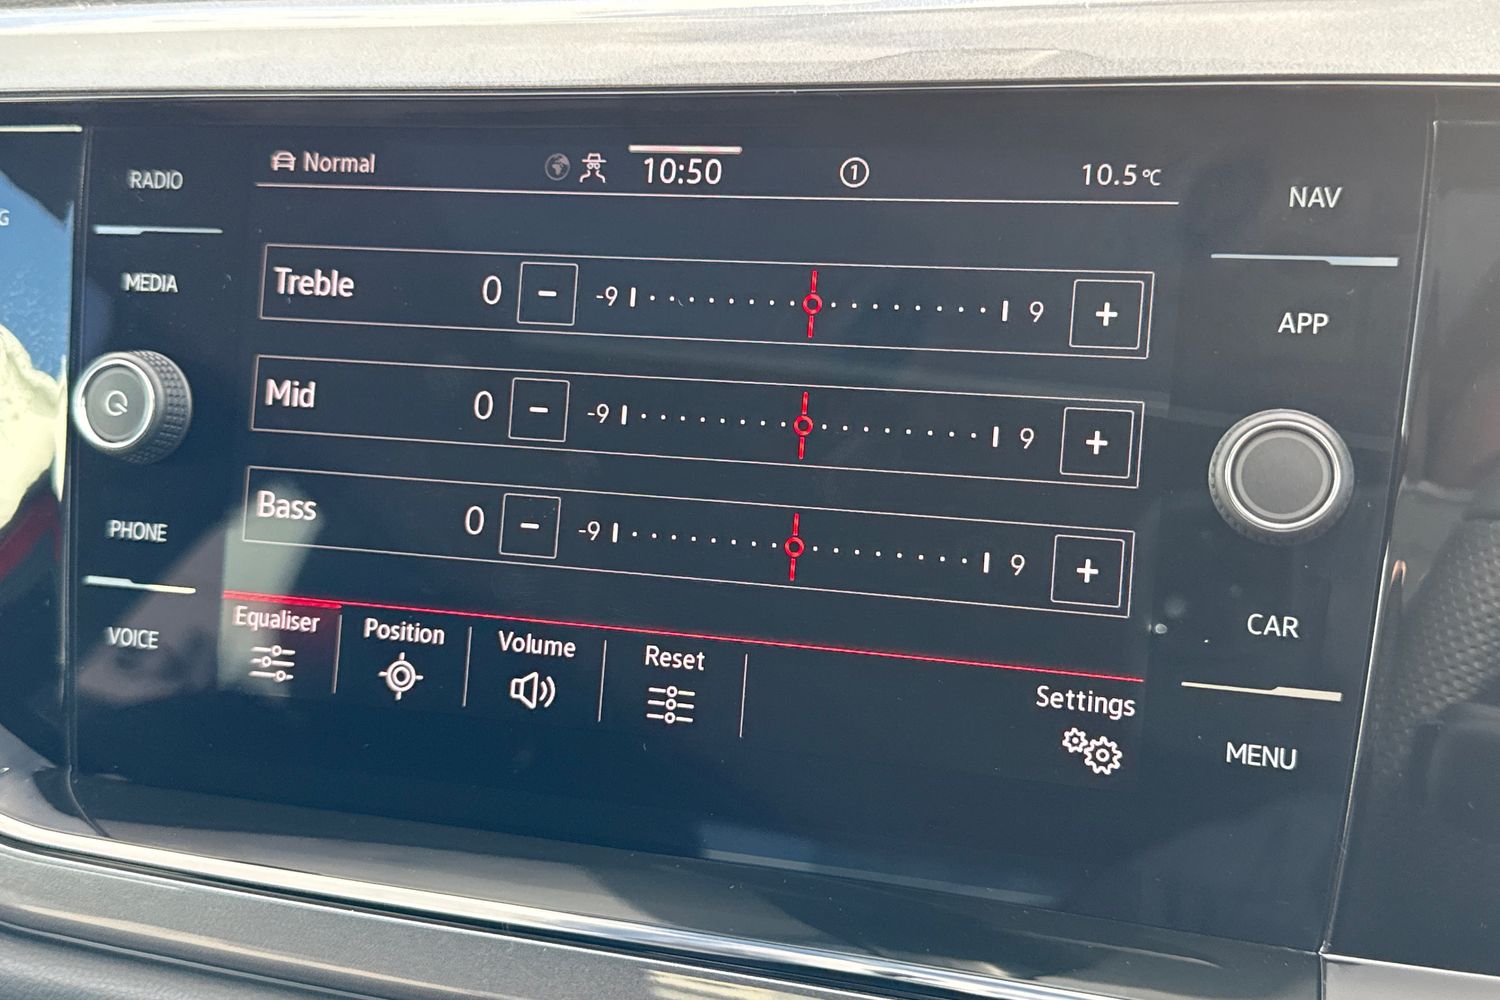 RADIO
MEDIA
PHONE
VOICE
G
Normal
10:50
1
10.5°C
Treble 0 - -9 9 +
Mid 0 - -9 9 +
Bass 0 - -9 9 +
Equaliser
Position
Volume
Reset
Settings
NAV
APP
CAR
MENU